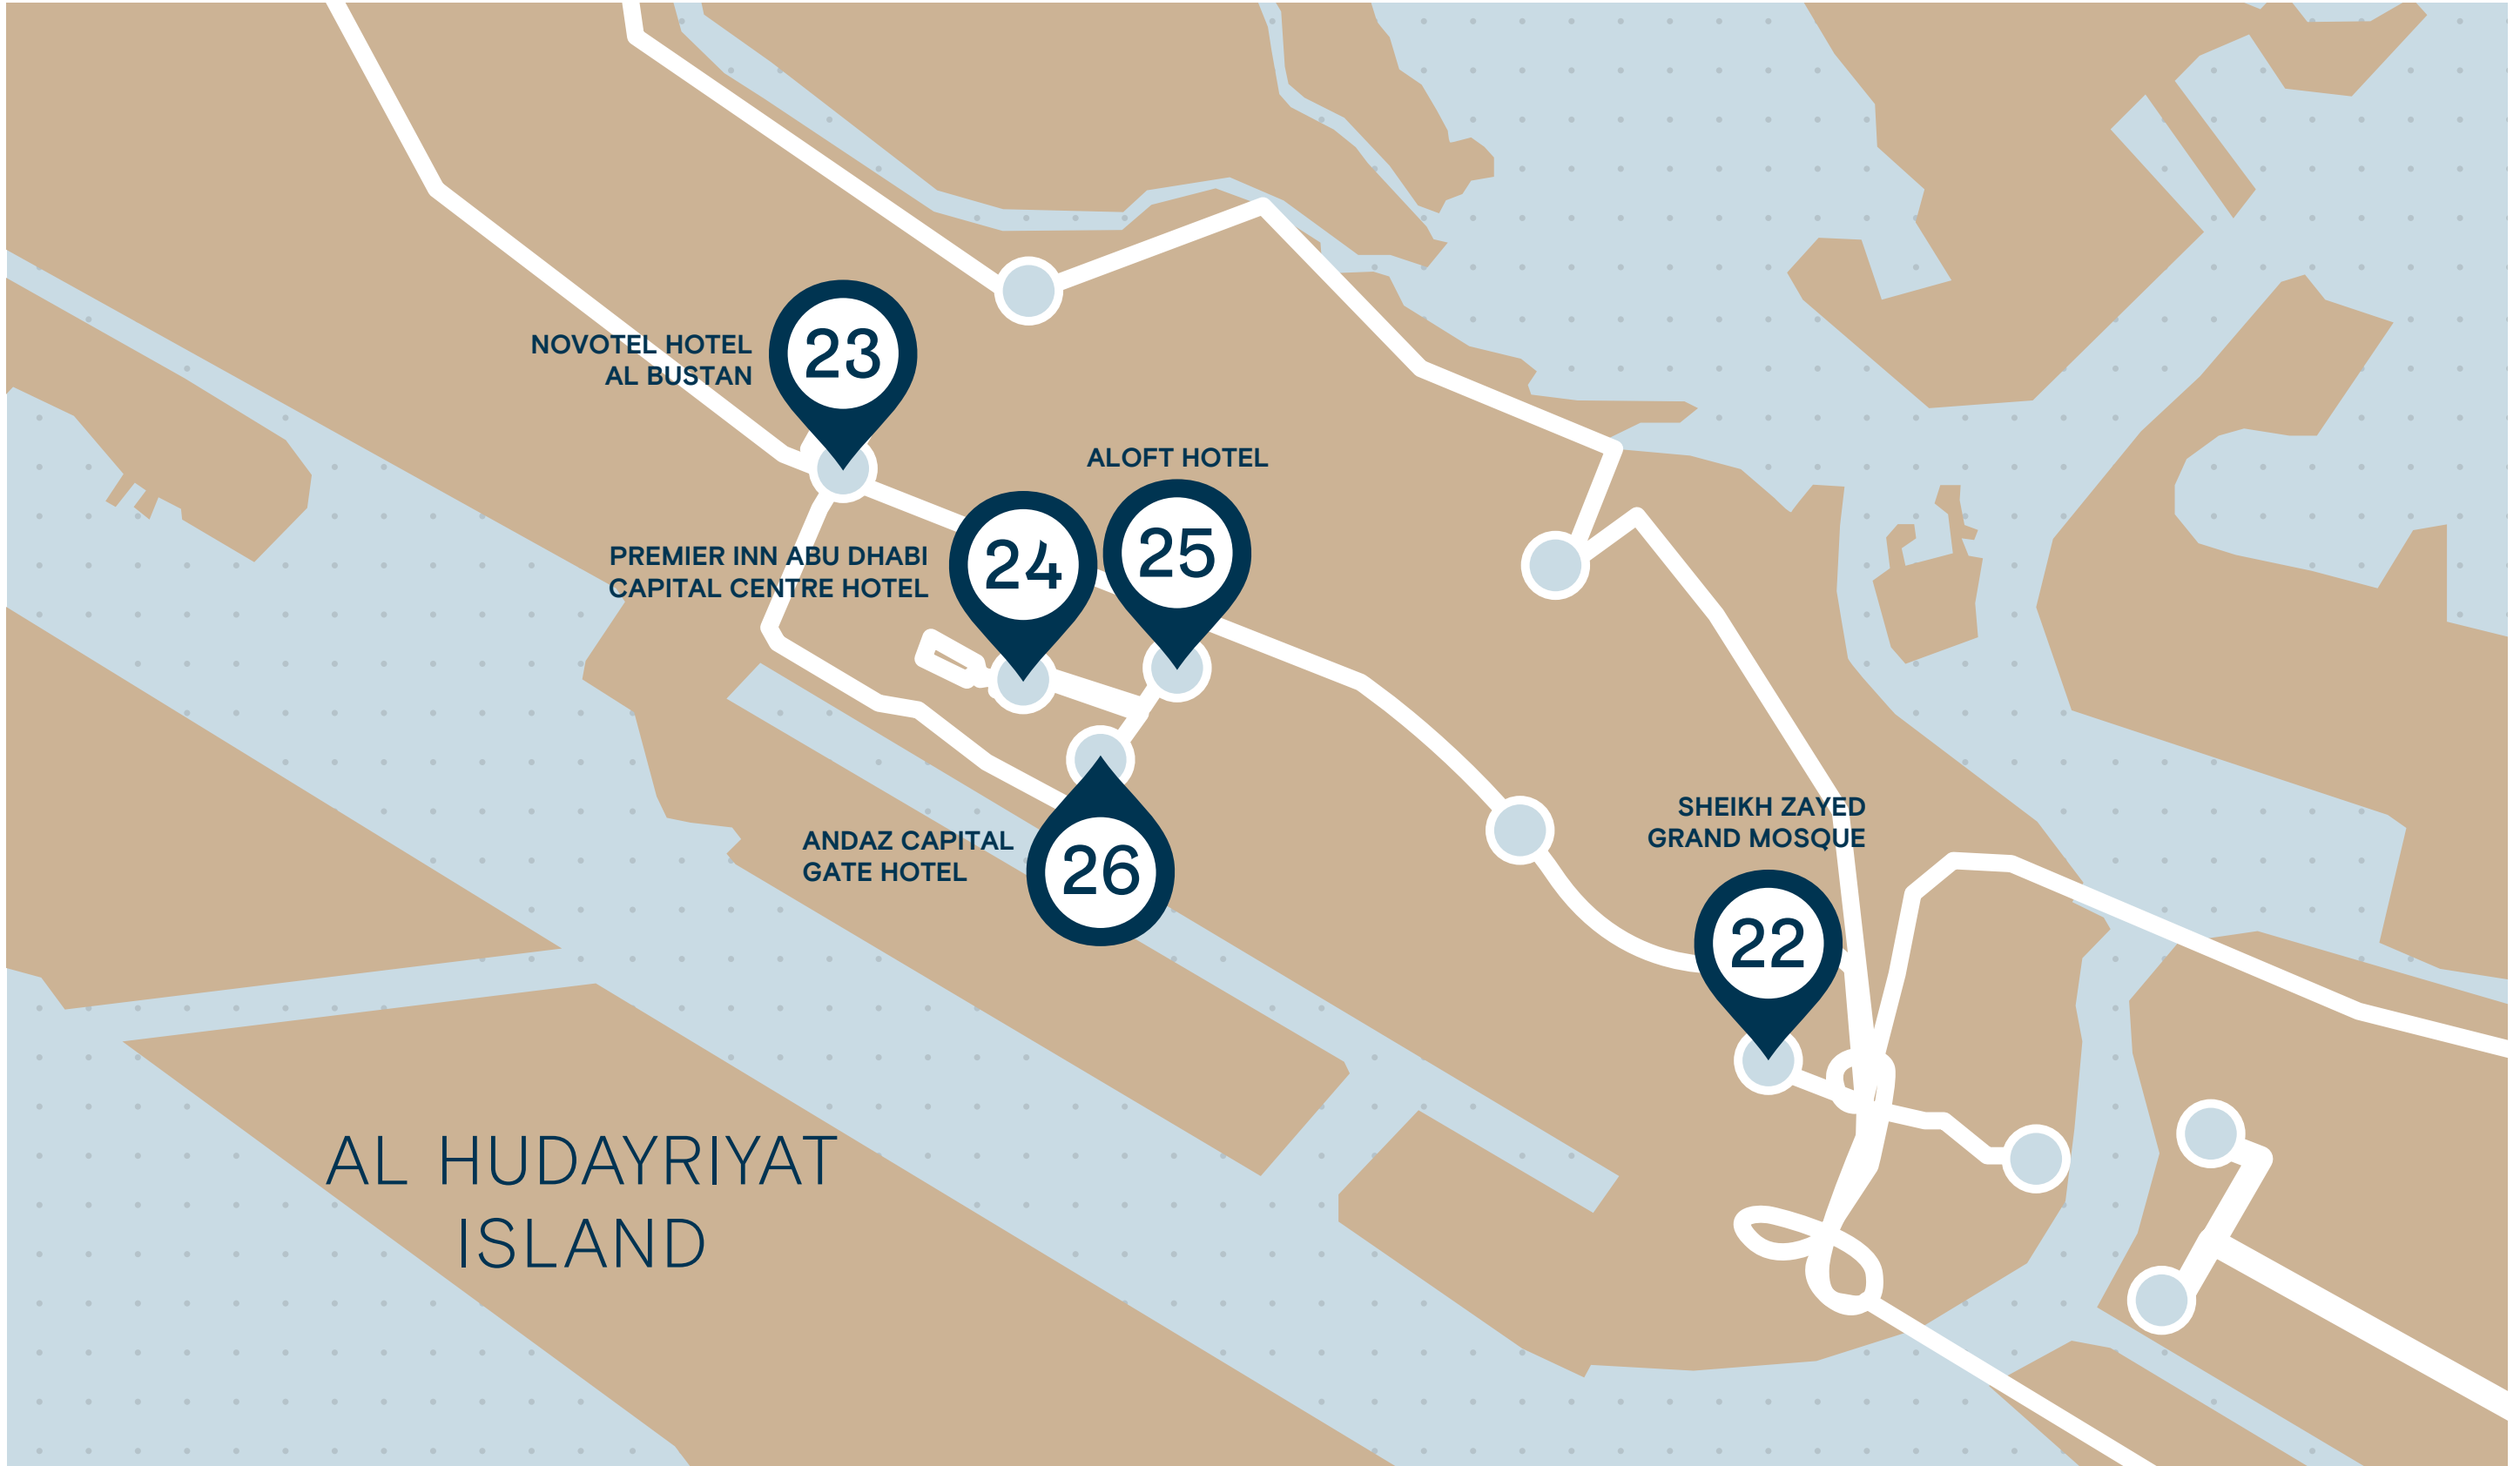 NOVOTEL HOTEL
AL BUSTAN
23
ALOFT HOTEL
PREMIER INN ABU DHABI
CAPITAL CENTRE HOTEL
24
25
ANDAZ CAPITAL
GATE HOTEL
26
SHEIKH ZAYED
GRAND MOSQUE
22
AL HUDAYRIYAT
ISLAND